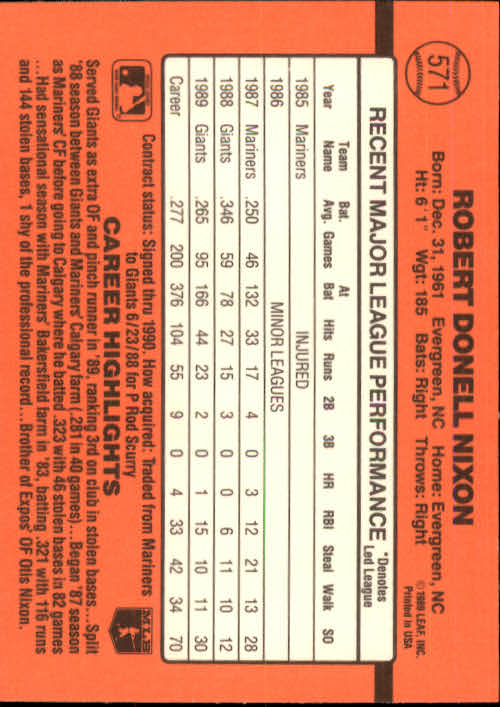 571
ROBERT DONELL NIXON
Born: Dec. 31, 1961 Evergreen, NC Home: Evergreen, NC
Ht: 6'1" Wgt: 185 Bats: Right Throws: Right
© 1989 LEAF, INC.
Printed in USA
RECENT MAJOR LEAGUE PERFORMANCE *Denotes Led League
Year Team Name Bat. Avg. Games At Bat Hits Runs 2B 3B HR RBI Steal Walk SO
1985 Mariners INJURED
1986 MINOR LEAGUES
1987 Mariners .250 46 132 33 17 4 0 3 12 21 13 28
1988 Giants .346 59 78 27 15 3 0 0 6 11 10 12
1989 Giants .265 95 166 44 23 2 0 1 15 10 11 30
Career .277 200 376 104 55 9 0 4 33 42 34 70
Contract status: Signed thru 1990. How acquired: Traded from Mariners
to Giants 6/23/88 for P Rod Scurry
MLB
CAREER HIGHLIGHTS
Served Giants as extra OF and pinch runner in '89, ranking 3rd on club in stolen bases...Split
'88 season between Giants and Mariners' Calgary farm (.281 in 40 games)...Began '87 season
as Mariners' CF before going to Calgary where he batted .323 with 46 stolen bases in 82 games
...Had sensational season with Mariners' Bakersfield farm in '83, batting .321 with 116 runs
and 144 stolen bases, 1 shy of the professional record...Brother of Expos' OF Otis Nixon.